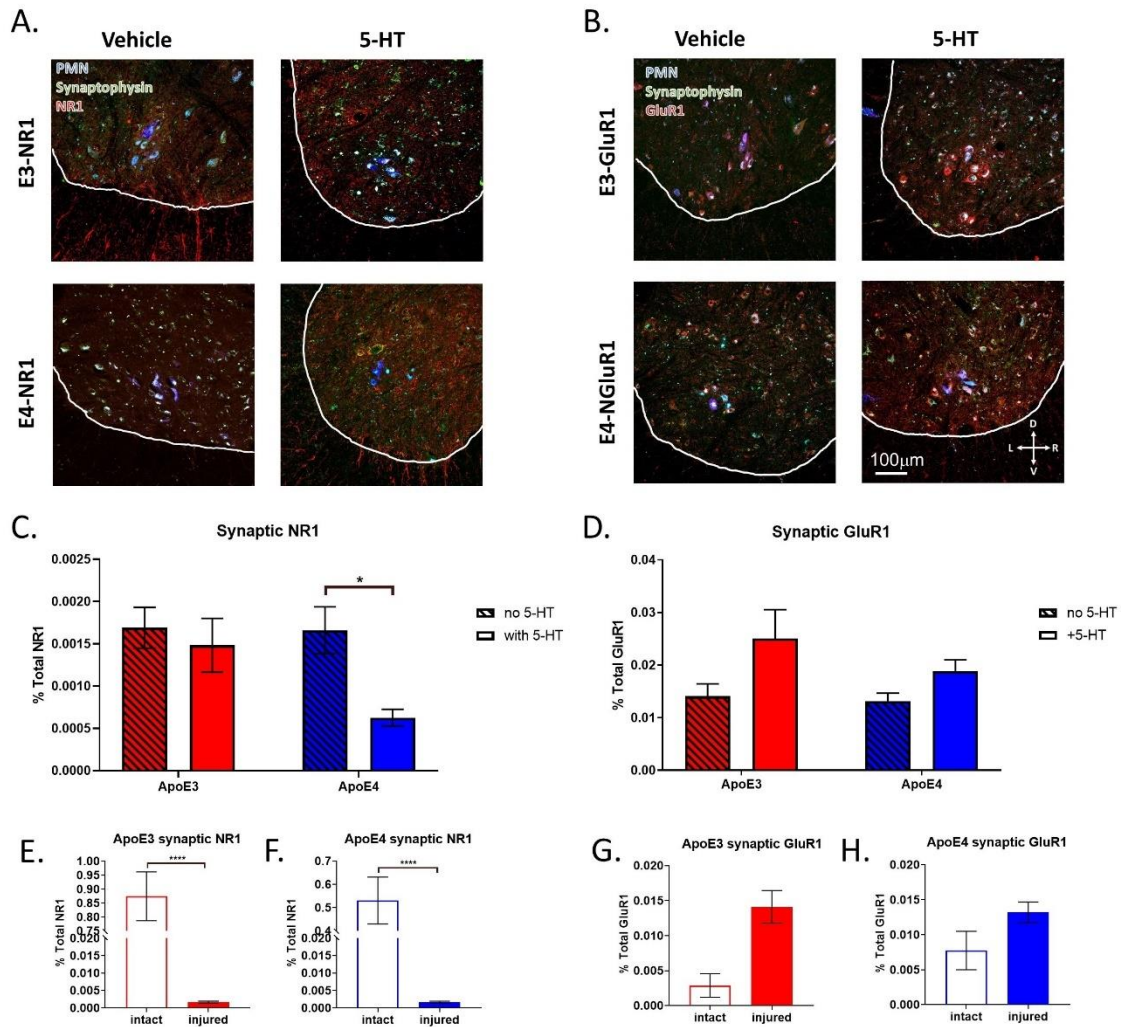 A.
Vehicle
5-HT
PMN
Synaptophysin
NR1
E3-NR1
E4-NR1
B.
Vehicle
5-HT
PMN
Synaptophysin
GluR1
E3-GluR1
E4-NGluR1
D
L R
V
100μm
C.
Synaptic NR1
% Total NR1
0.0025
0.0020
0.0015
0.0010
0.0005
0.0000
*
ApoE3
ApoE4
no 5-HT
with 5-HT
D.
Synaptic GluR1
% Total GluR1
0.04
0.03
0.02
0.01
0.00
ApoE3
ApoE4
no 5-HT
+5-HT
E.
ApoE3 synaptic NR1
% Total NR1
1.00
0.95
0.90
0.85
0.80
0.75
0.020
0.015
0.010
0.005
0.000
****
intact
injured
F.
ApoE4 synaptic NR1
% Total NR1
0.7
0.6
0.5
0.4
0.020
0.015
0.010
0.005
0.000
****
intact
injured
G.
ApoE3 synaptic GluR1
% Total GluR1
0.020
0.015
0.010
0.005
0.000
intact
injured
H.
ApoE4 synaptic GluR1
% Total GluR1
0.020
0.015
0.010
0.005
0.000
intact
injured